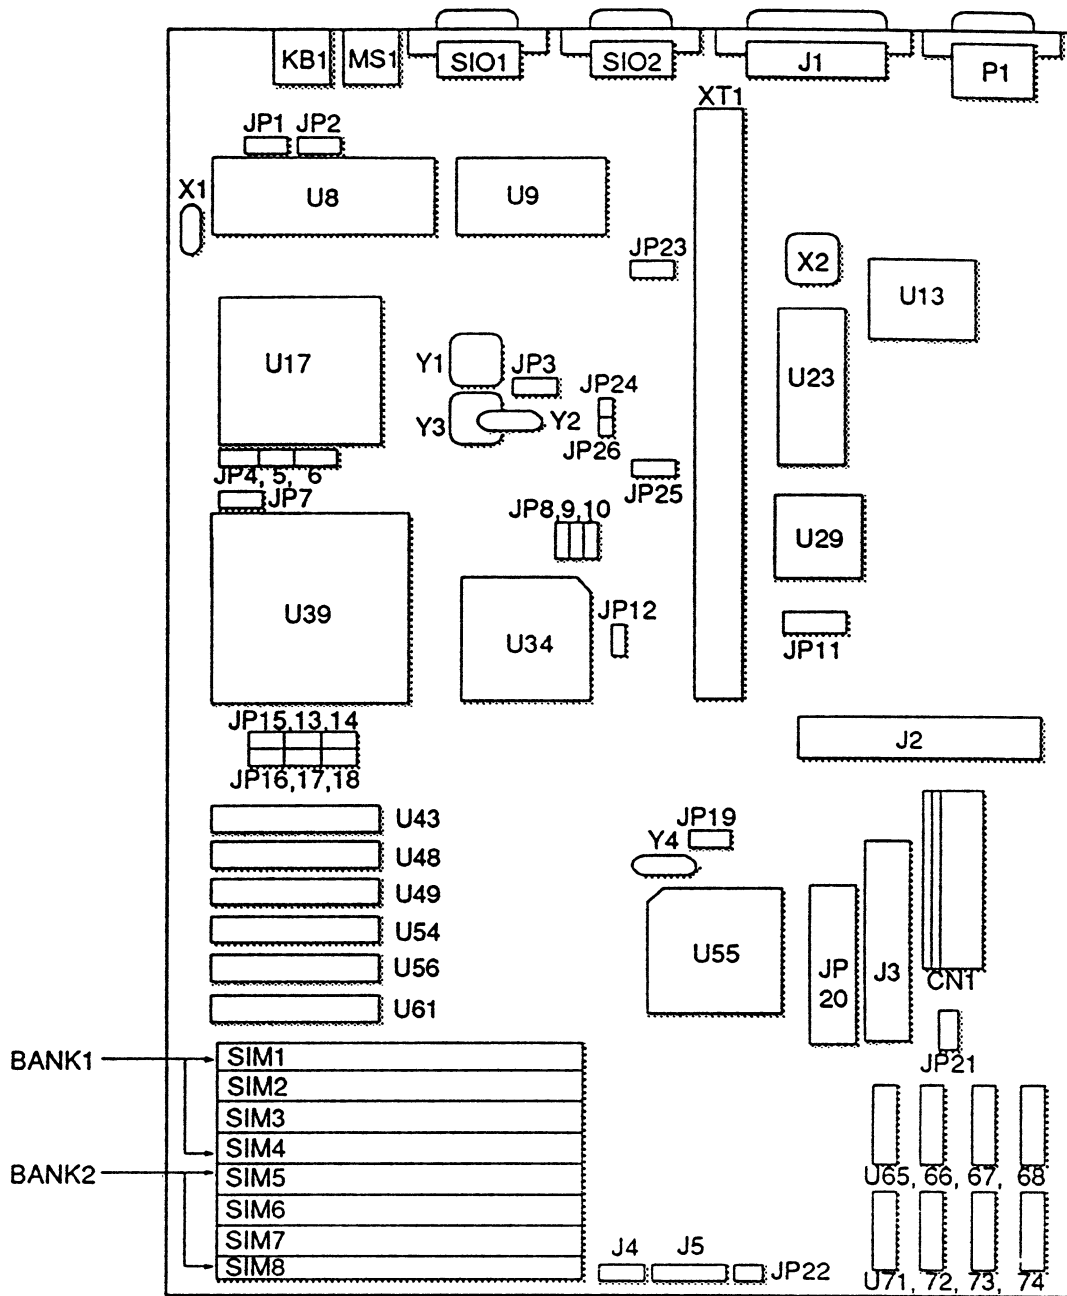 KB1 MS1 SIO1 SIO2 J1 P1
XT1
JP1 JP2
X1 U8 U9
JP23 X2
U13
U17 Y1 JP3 JP24 U23
Y3 Y2
JP26
JP4, 5, 6 JP25
JP7
JP8,9,10
U29
U39 U34 JP12
JP11
JP15,13,14
J2
JP16,17,18
U43 JP19
Y4
U48
U49
U54 U55 JP
20 J3
U56 CN1
U61
BANK1 SIM1
JP21
SIM2
SIM3
SIM4
BANK2 SIM5 U65, 66, 67, 68
SIM6
SIM7 J4 J5
SIM8 JP22 U71, 72, 73, 74